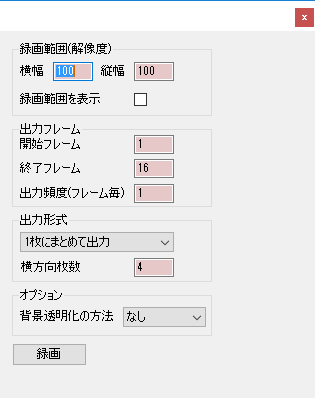 録画範囲(解像度)
横幅 100 縦幅 100
録画範囲を表示
出力フレーム
開始フレーム 1
終了フレーム 16
出力頻度(フレーム毎) 1
出力形式
1枚にまとめて出力
横方向枚数 4
オプション
背景透明化の方法 なし
録画